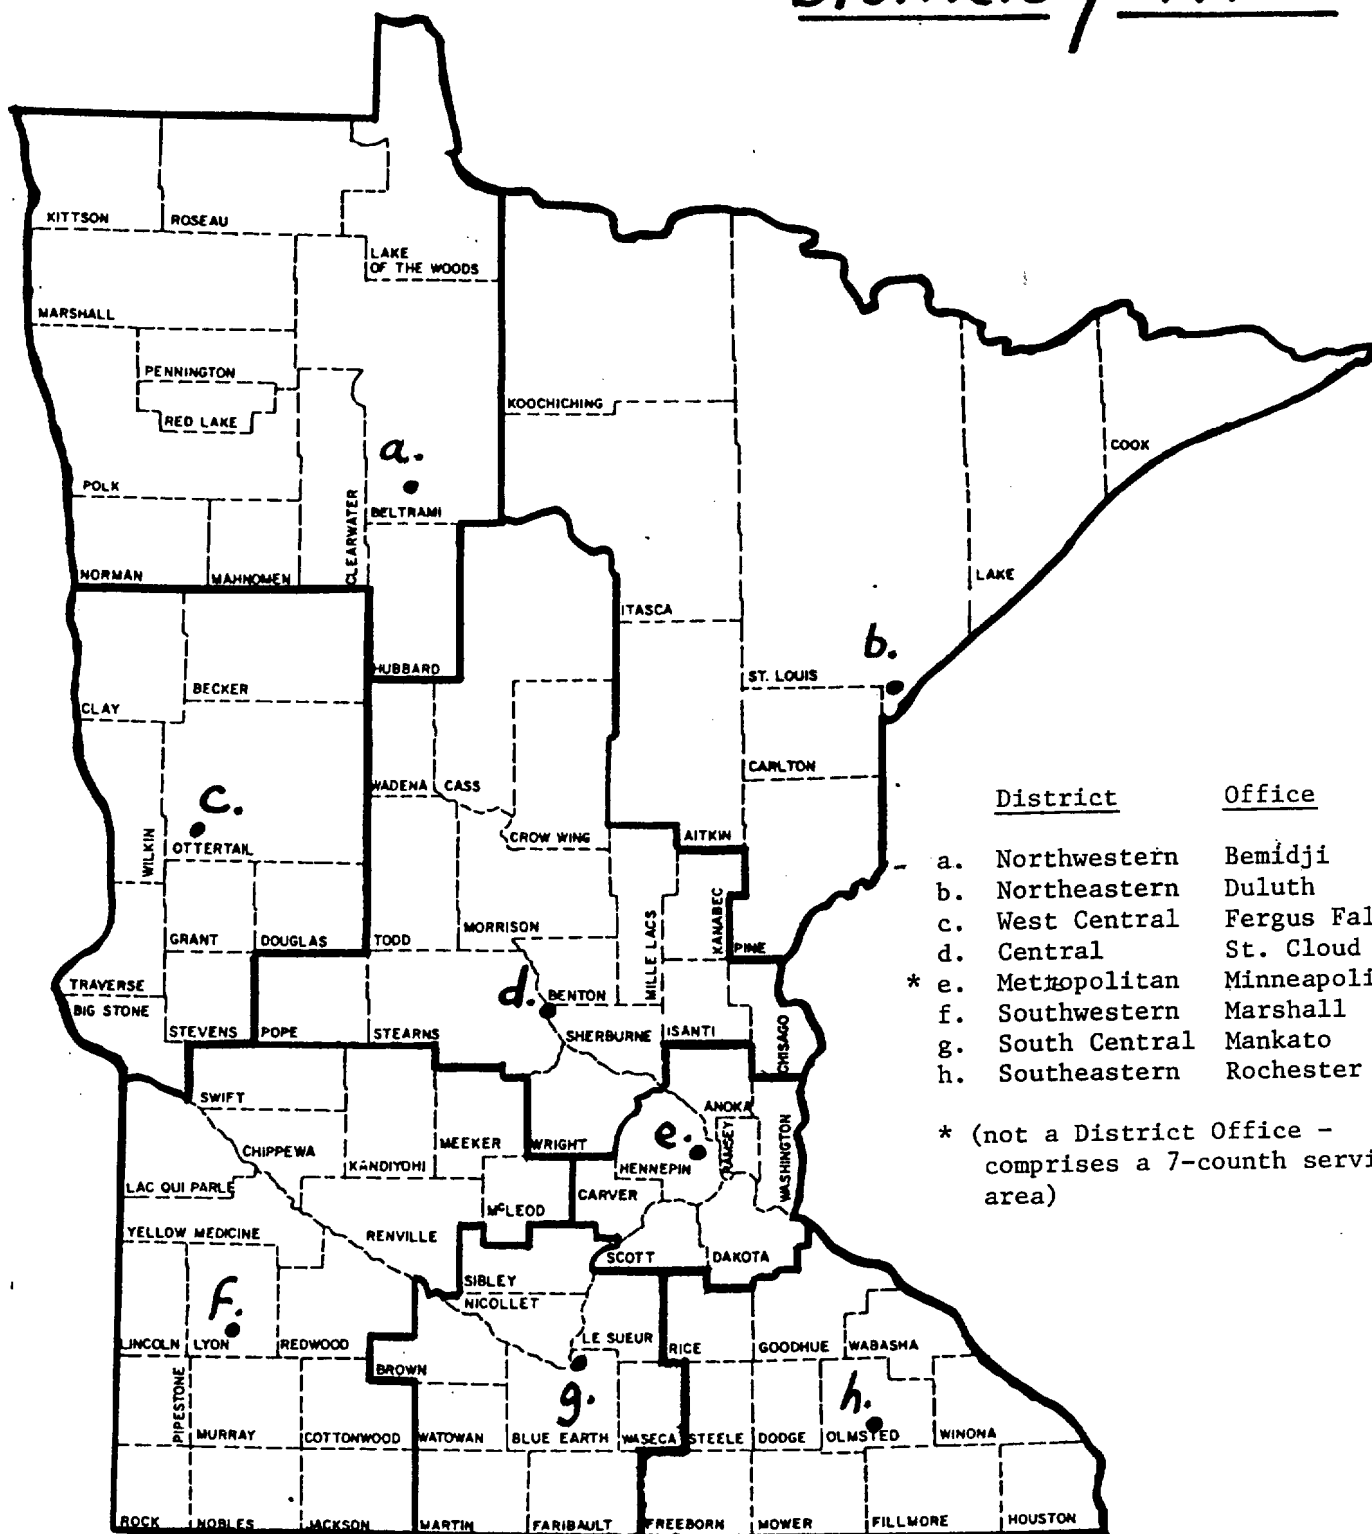 KITTSON
ROSEAU
LAKE
OF THE WOODS
MARSHALL
PENNINGTON
RED LAKE
KOOCHICHING
COOK
a.
POLK
CLEARWATER
BELTRAMI
NORMAN
MAHNOMEN
LAKE
ITASCA
b.
HUBBARD
BECKER
ST. LOUIS
CLAY
CARLTON
WADENA
CASS
c.
OTTERTAIL
WILKIN
CROW WING
AITKIN
MORRISON
MILLE LACS
KANABEC
PINE
GRANT
DOUGLAS
TODD
TRAVERSE
BIG STONE
d.
BENTON
STEVENS
POPE
STEARNS
SHERBURNE
ISANTI
CHISAGO
SWIFT
ANOKA
CHIPPEWA
KANDIYOHI
MEEKER
WRIGHT
e.
HENNEPIN
RAMSEY
WASHINGTON
LAC QUI PARLE
McLEOD
CARVER
YELLOW MEDICINE
RENVILLE
SCOTT
DAKOTA
SIBLEY
NICOLLET
f.
LINCOLN
LYON
REDWOOD
LE SUEUR
RICE
GOODHUE
WABASHA
BROWN
g.
h.
PIPESTONE
MURRAY
COTTONWOOD
WATOWAN
BLUE EARTH
WASECA
STEELE
DODGE
OLMSTED
WINONA
ROCK
NOBLES
JACKSON
MARTIN
FARIBAULT
FREEBORN
MOWER
FILLMORE
HOUSTON
District Office
a. Northwestern Bemidji
b. Northeastern Duluth
c. West Central Fergus Fal
d. Central St. Cloud
* e. Metropolitan Minneapoli
f. Southwestern Marshall
g. South Central Mankato
h. Southeastern Rochester
* (not a District Office -
comprises a 7-counth servi
area)